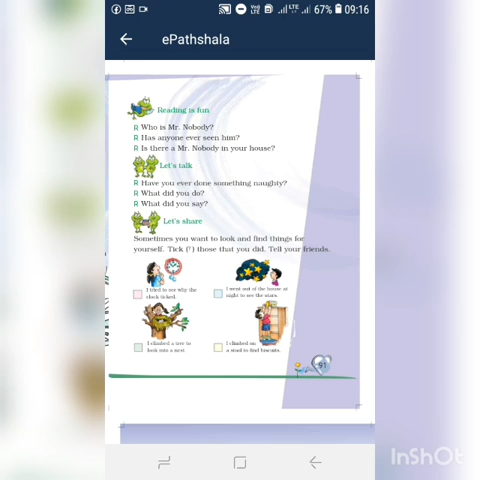 67% 09:16
ePathshala
Reading is fun
R Who is Mr. Nobody?
R Has anyone ever seen him?
R Is there a Mr. Nobody in your house?
Let's talk
R Have you ever done something naughty?
R What did you do?
R What did you say?
Let's share
Sometimes you want to look and find things for
yourself. Tick (?) those that you did. Tell your friends.
I tried to see why the
clock ticked.
I went out of the house at
night to see the stars.
I climbed a tree to
look into a nest
I climbed on
a stool to find biscuits.
91
InShOt